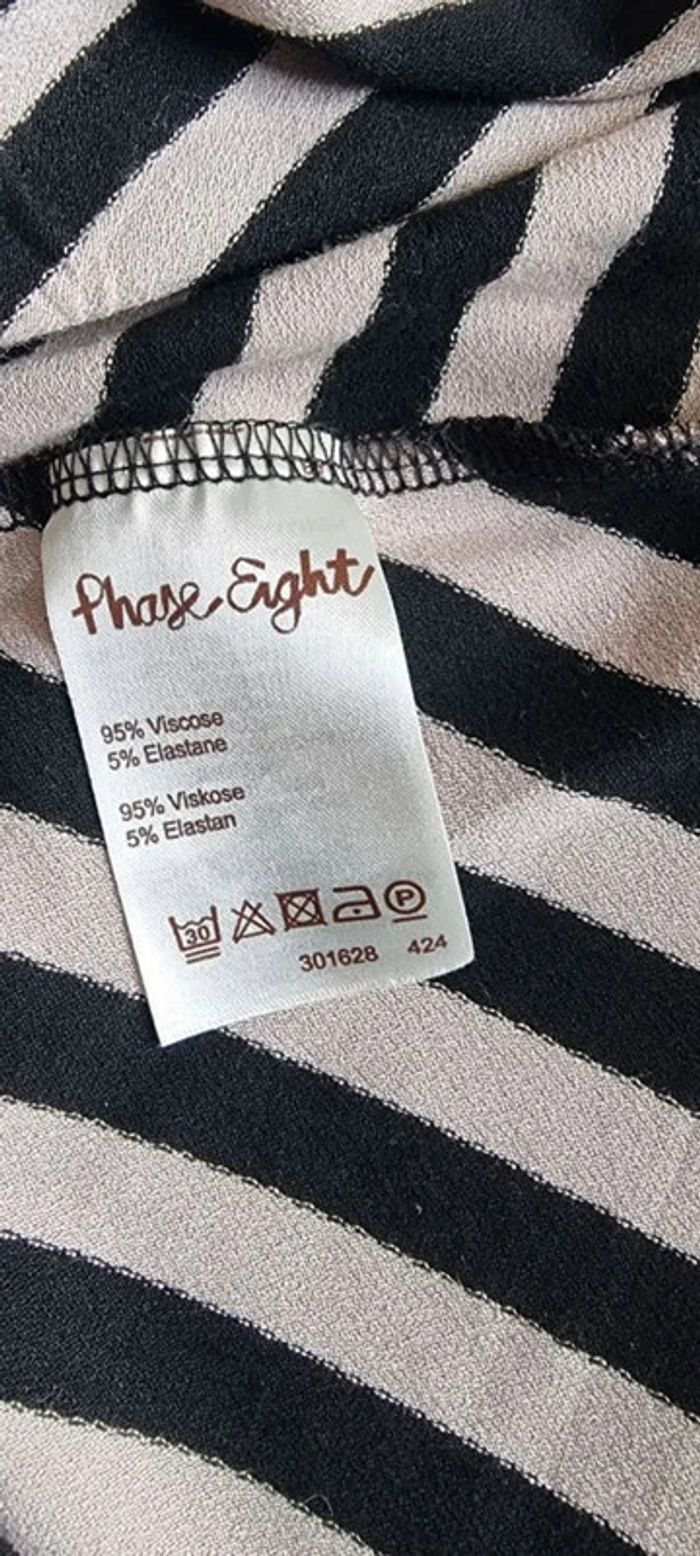 Phase Eight
95% Viscose
5% Elastane
95% Viskose
5% Elastan
30 P
301628 424